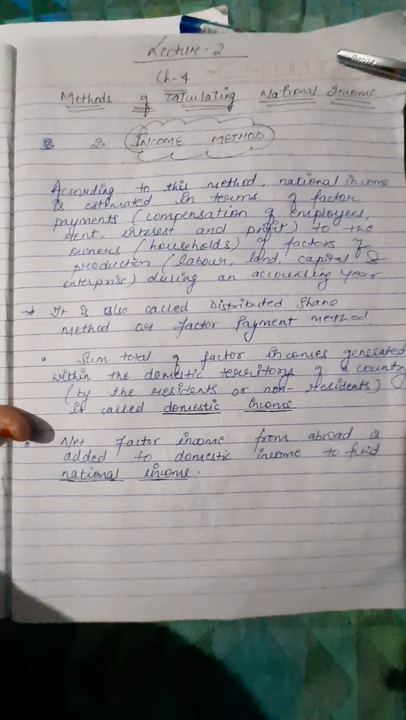 Lecture - 2
Ch-4
Methods of Calculating National Income
2. INCOME METHOD
According to this method, national income
is estimated in terms of factor
payments (compensation of employees,
rent, interest and profit) to the
owners (households) of factors of
production (labour, land, capital &
enterprise) during an accounting year
→ It is also called Distributed Share
method or Factor Payment method.
• Sum total of factor incomes generated
within the domestic territory of a country
(by the residents or non-residents)
is called domestic income
• Net factor income from abroad is
added to domestic income to find
national income.